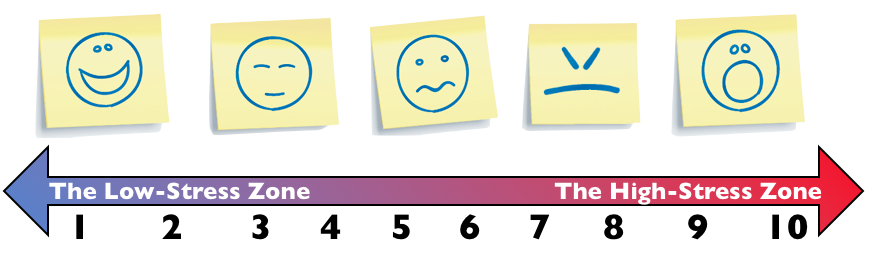 The Low-Stress Zone The High-Stress Zone
1 2 3 4 5 6 7 8 9 10